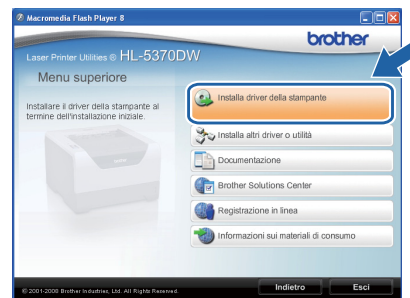 Macromedia Flash Player 8
brother
Laser Printer Utilities © HL-5370DW
Menu superiore
Installare il driver della stampante al
termine dell'installazione iniziale.
Installa driver della stampante
Installa altri driver o utilità
Documentazione
Brother Solutions Center
Registrazione in linea
Informazioni sui materiali di consumo
© 2001-2008 Brother Industries, Ltd. All Rights Reserved.
Indietro
Esci